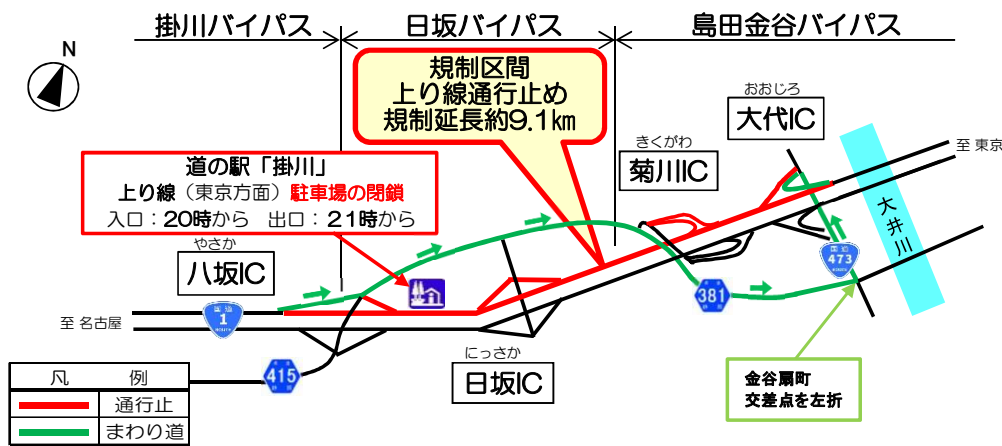 掛川バイパス
日坂バイパス
島田金谷バイパス
N
規制区間
上り線通行止め
規制延長約9.1km
おおじろ
大代IC
きくがわ
菊川IC
至 東京
道の駅「掛川」
上り線（東京方面）駐車場の閉鎖
入口：20時から 出口：21時から
大井川
やさか
八坂IC
国道
473
ROUTE
381
国道
1
ROUTE
至 名古屋
にっさか
日坂IC
415
金谷扇町
交差点を左折
凡 例
通行止
まわり道